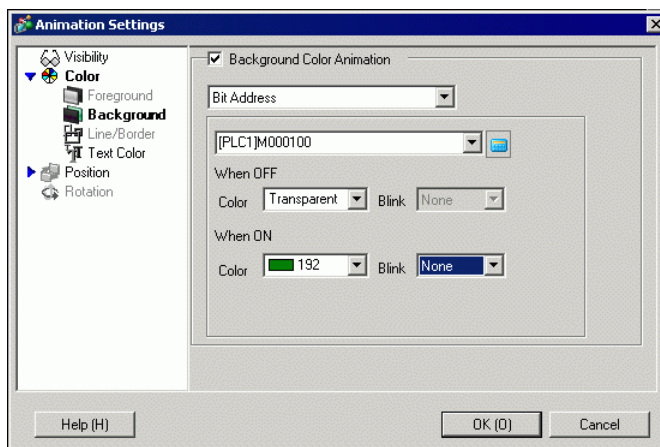 Animation Settings
Visibility
Color
Foreground
Background
Line/Border
Text Color
Position
Rotation
Background Color Animation
Bit Address
[PLC1]M000100
When OFF
Color Transparent Blink None
When ON
Color 192 Blink None
Help (H) OK (O) Cancel